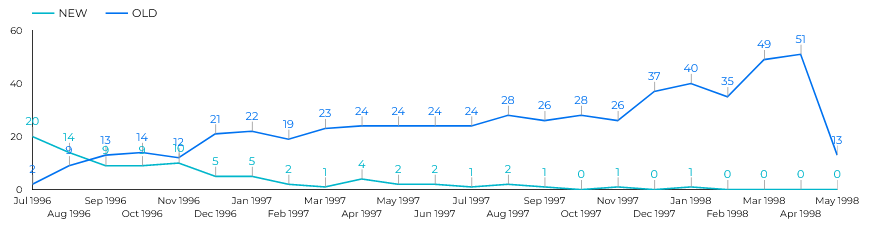 NEW OLD
60
40
20
0
20 14 9 9 10 5 5 2 1 4 2 2 1 2 1 0 1 0 1 0 0 0 0
2 9 13 14 12 21 22 19 23 24 24 24 24 28 26 28 26 37 40 35 49 51 13
Jul 1996 Sep 1996 Nov 1996 Jan 1997 Mar 1997 May 1997 Jul 1997 Sep 1997 Nov 1997 Jan 1998 Mar 1998 May 1998
Aug 1996 Oct 1996 Dec 1996 Feb 1997 Apr 1997 Jun 1997 Aug 1997 Oct 1997 Dec 1997 Feb 1998 Apr 1998